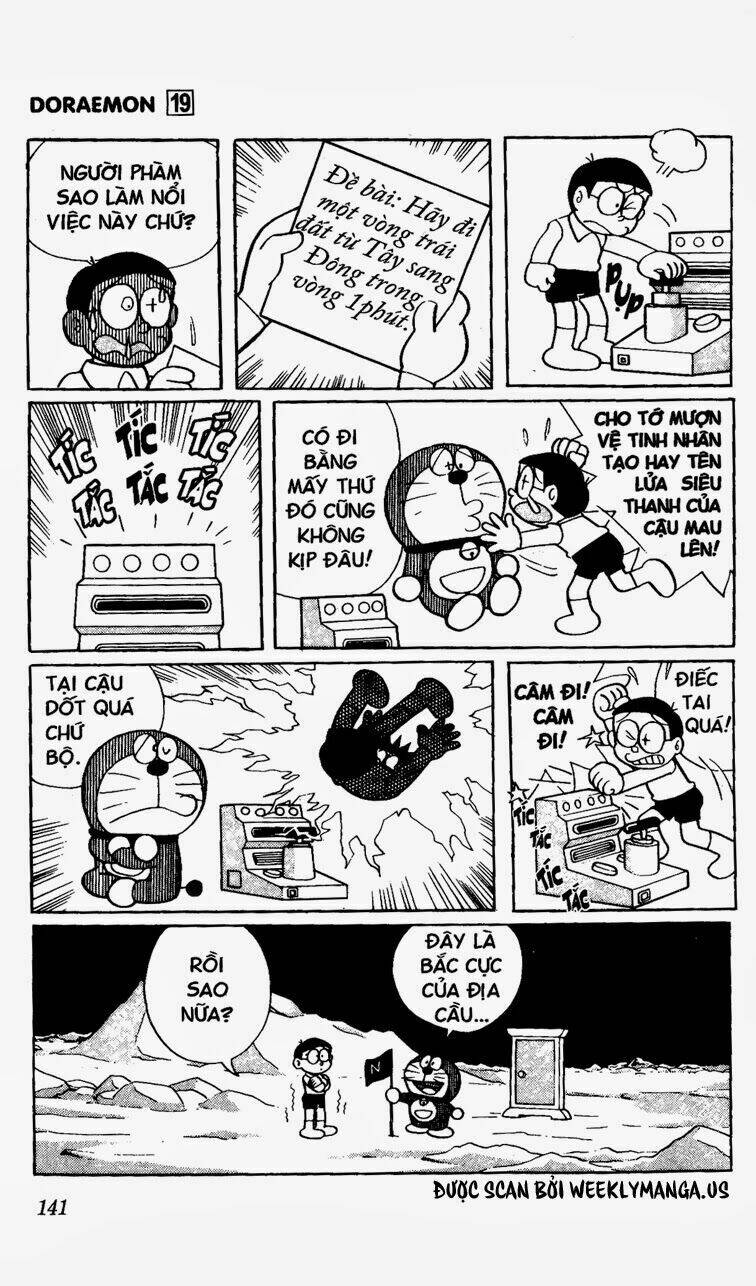 DORAEMON 19
PỤP
Đề bài: Hãy đi
một vòng trái
đất từ Tây sang
Đông trong
vòng 1phút.
NGƯỜI PHÀM
SAO LÀM NỔI
VIỆC NÀY CHỨ?
CHO TỚ MƯỢN
VỆ TINH NHÂN
TẠO HAY TÊN
LỬA SIÊU
THANH CỦA
CẬU MAU
LÊN!
CÓ ĐI
BẰNG
MẤY THỨ
ĐÓ CŨNG
KHÔNG
KỊP ĐÂU!
TÍC
TẮC
TÍC
TẮC
TÍC
TẮC
ĐIẾC
TAI
QUÁ!
CÂM ĐI!
CÂM
ĐI!
TÍC
TẮC
TÍC
TẮC
TẠI CẬU
DỐT QUÁ
CHỨ
BỘ.
ĐÂY LÀ
BẮC CỰC
CỦA ĐỊA
CẦU...
RỒI
SAO
NỮA?
N
ĐƯỢC SCAN BỞI WEEKLYMANGA.US
141